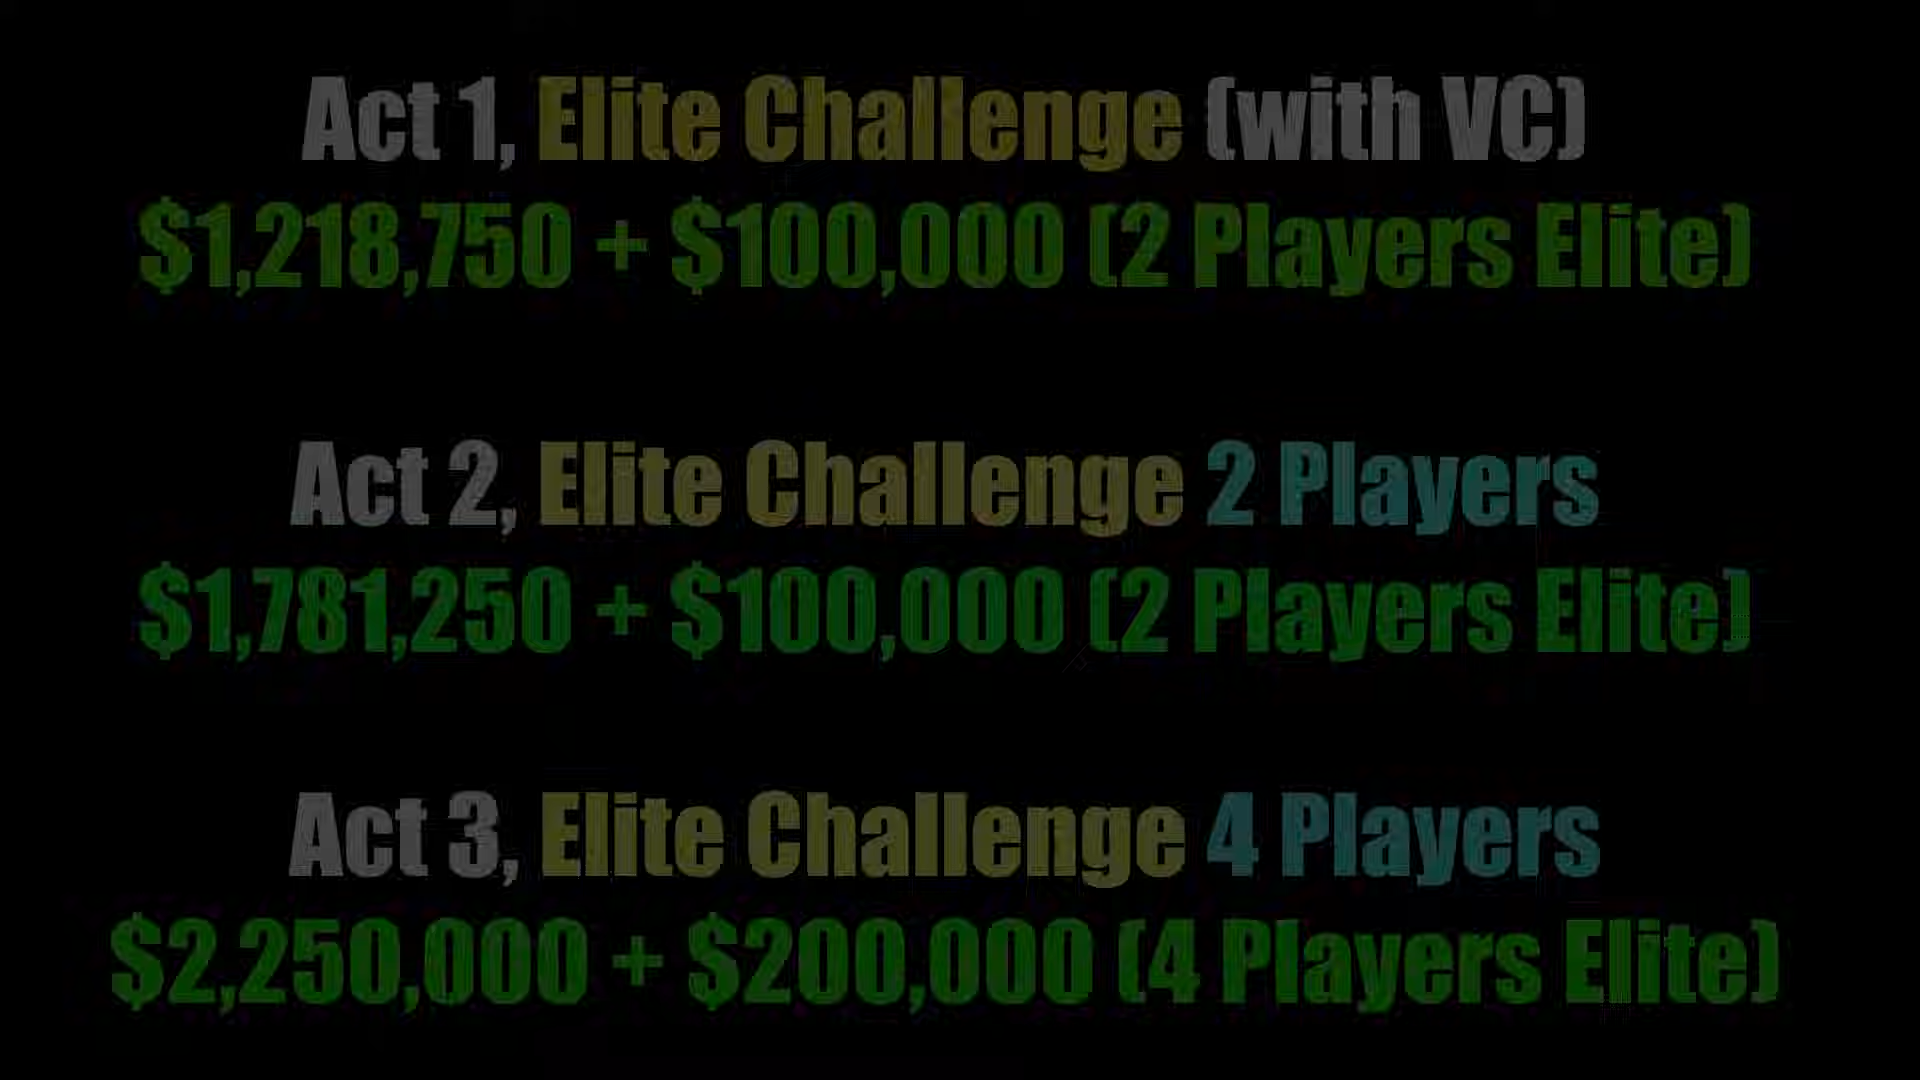 Act 1, Elite Challenge (with VC)
$1,218,750 + $100,000 (2 Players Elite)
Act 2, Elite Challenge 2 Players
$1,781,250 + $100,000 (2 Players Elite)
Act 3, Elite Challenge 4 Players
$2,250,000 + $200,000 (4 Players Elite)